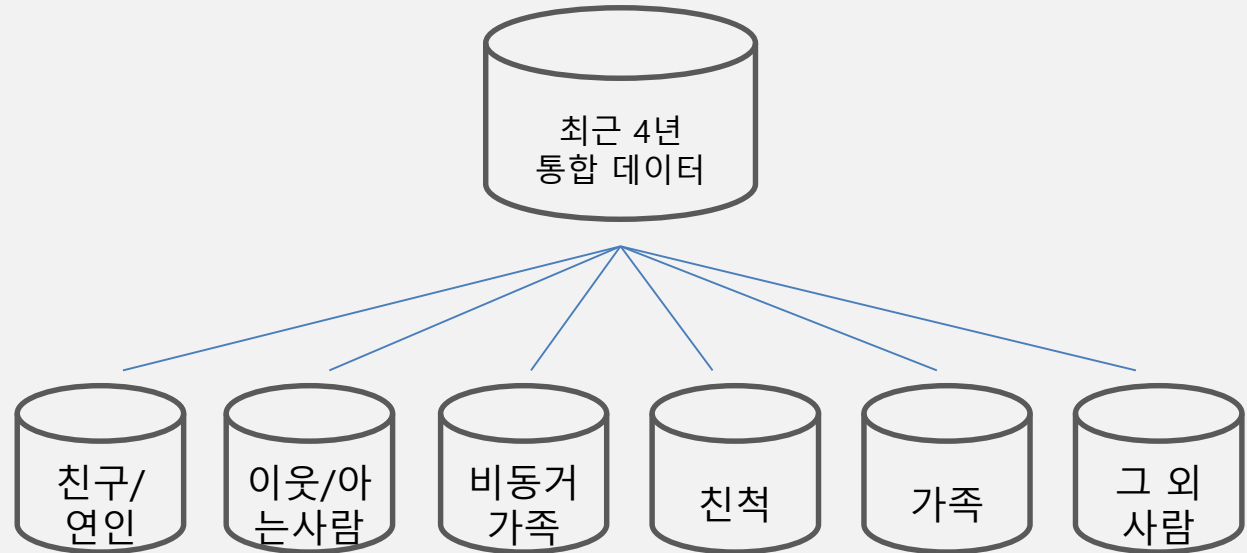 최근 4년
통합 데이터
친구/
연인
이웃/아
는사람
비동거
가족
친척
가족
그 외
사람